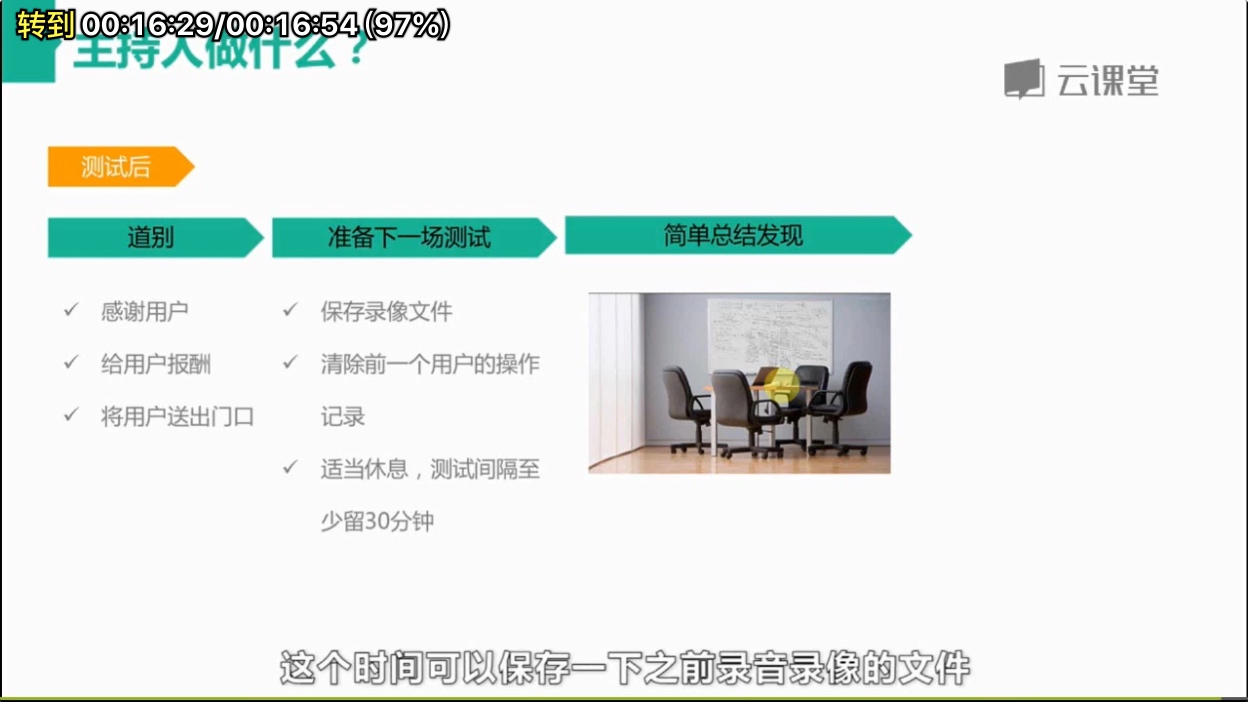 转到 00:16:29/00:16:54 (97%)
主持人做什么？
云课堂
测试后
道别
准备下一场测试
简单总结发现
✓ 感谢用户
✓ 给用户报酬
✓ 将用户送出门口
✓ 保存录像文件
✓ 清除前一个用户的操作
记录
✓ 适当休息，测试间隔至
少留30分钟
这个时间可以保存一下之前录音录像的文件